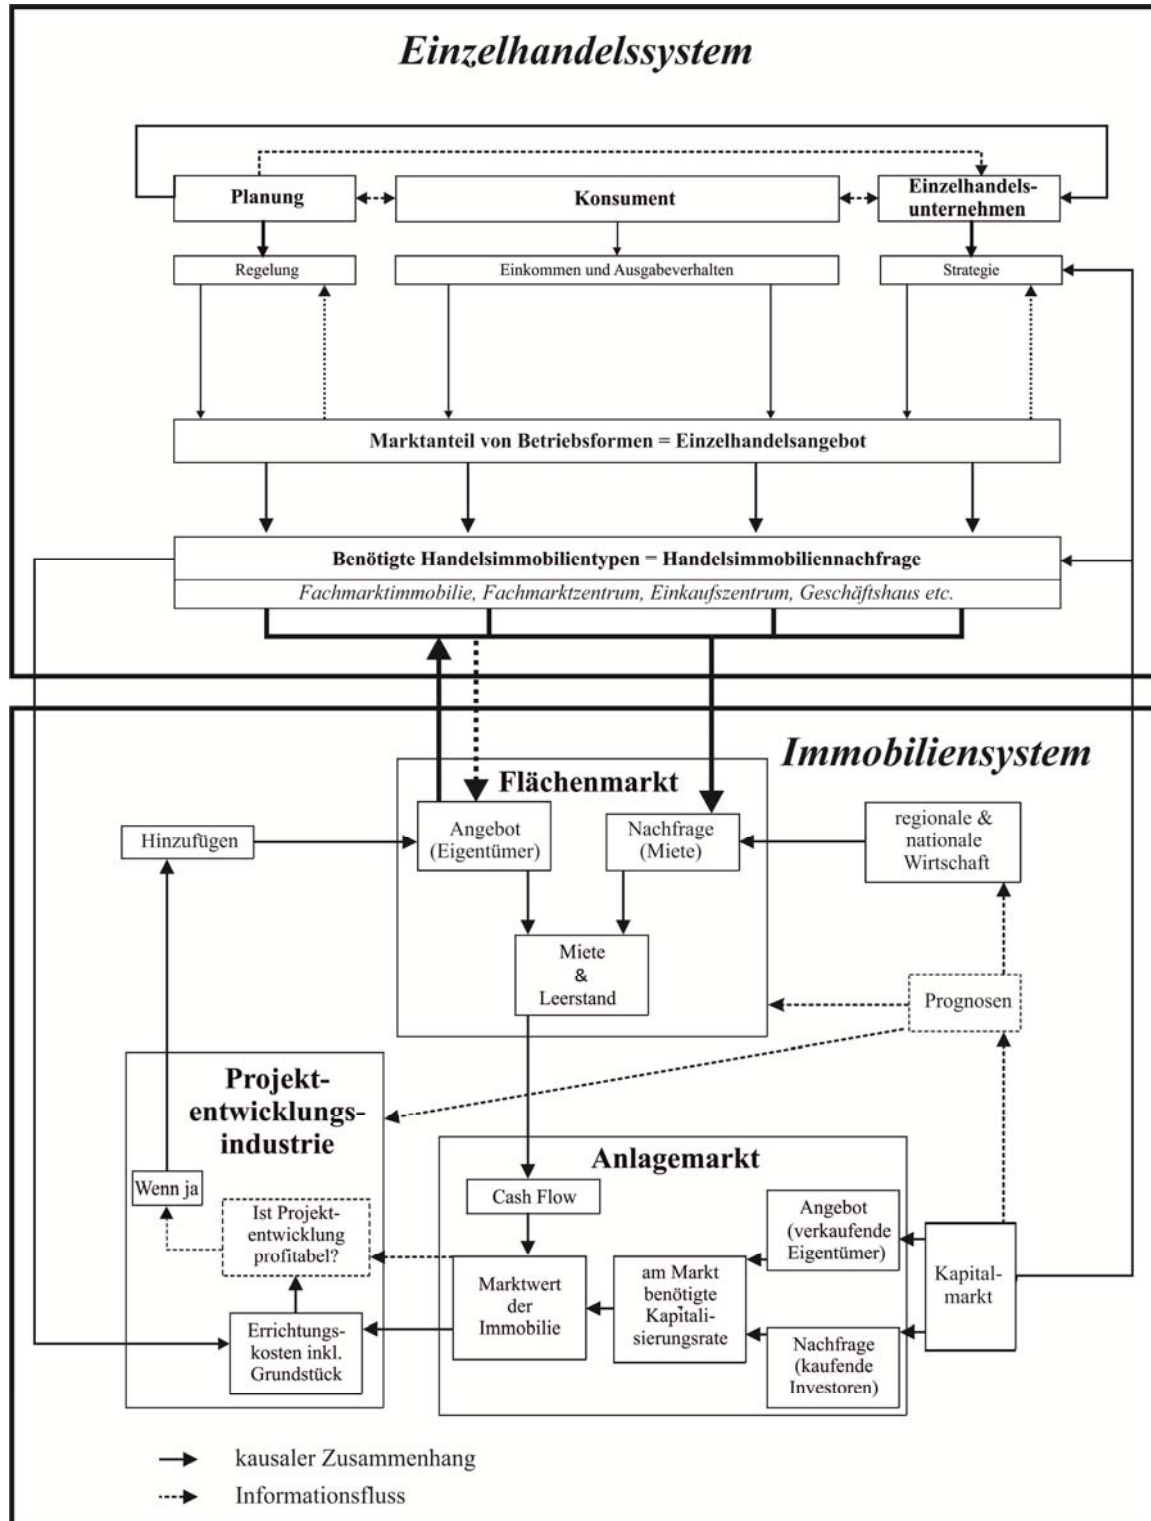 Einzelhandelssystem
Planung
Konsument
Einzelhandels-
unternehmen
Regelung
Einkommen und Ausgabeverhalten
Strategie
Marktanteil von Betriebsformen = Einzelhandelsangebot
Benötigte Handelsimmobilientypen = Handelsimmobiliennachfrage
Fachmarktimmobilie, Fachmarktzentrum, Einkaufszentrum, Geschäftshaus etc.
Immobiliensystem
Flächenmarkt
Hinzufügen
Angebot
(Eigentümer)
Nachfrage
(Miete)
regionale &
nationale
Wirtschaft
Miete
&
Leerstand
Prognosen
Projekt-
entwicklungs-
industrie
Wenn ja
Ist Projekt-
entwicklung
profitabel?
Errichtungs-
kosten inkl.
Grundstück
Anlagemarkt
Cash Flow
Marktwert
der
Immobilie
am Markt
benötigte
Kapitali-
sierungsrate
Angebot
(verkaufende
Eigentümer)
Nachfrage
(kaufende
Investoren)
Kapital-
markt
kausaler Zusammenhang
Informationsfluss